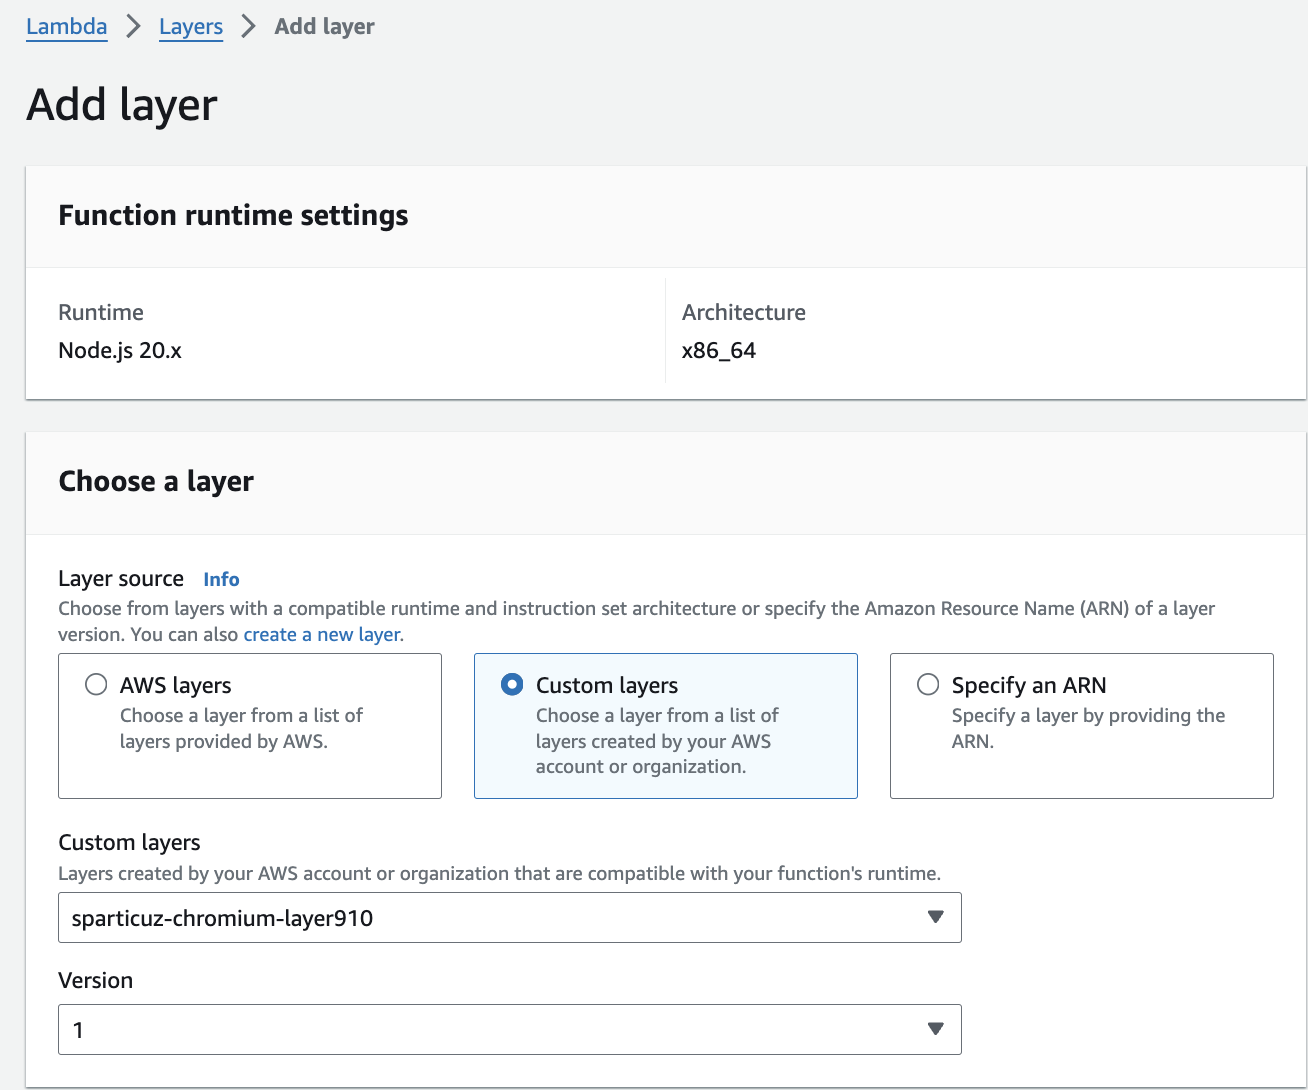 Lambda > Layers > Add layer
Add layer
Function runtime settings
Runtime
Node.js 20.x
Architecture
x86_64
Choose a layer
Layer source Info
Choose from layers with a compatible runtime and instruction set architecture or specify the Amazon Resource Name (ARN) of a layer
version. You can also create a new layer.
AWS layers
Choose a layer from a list of
layers provided by AWS.
Custom layers
Choose a layer from a list of
layers created by your AWS
account or organization.
Specify an ARN
Specify a layer by providing the
ARN.
Custom layers
Layers created by your AWS account or organization that are compatible with your function's runtime.
sparticuz-chromium-layer910
Version
1